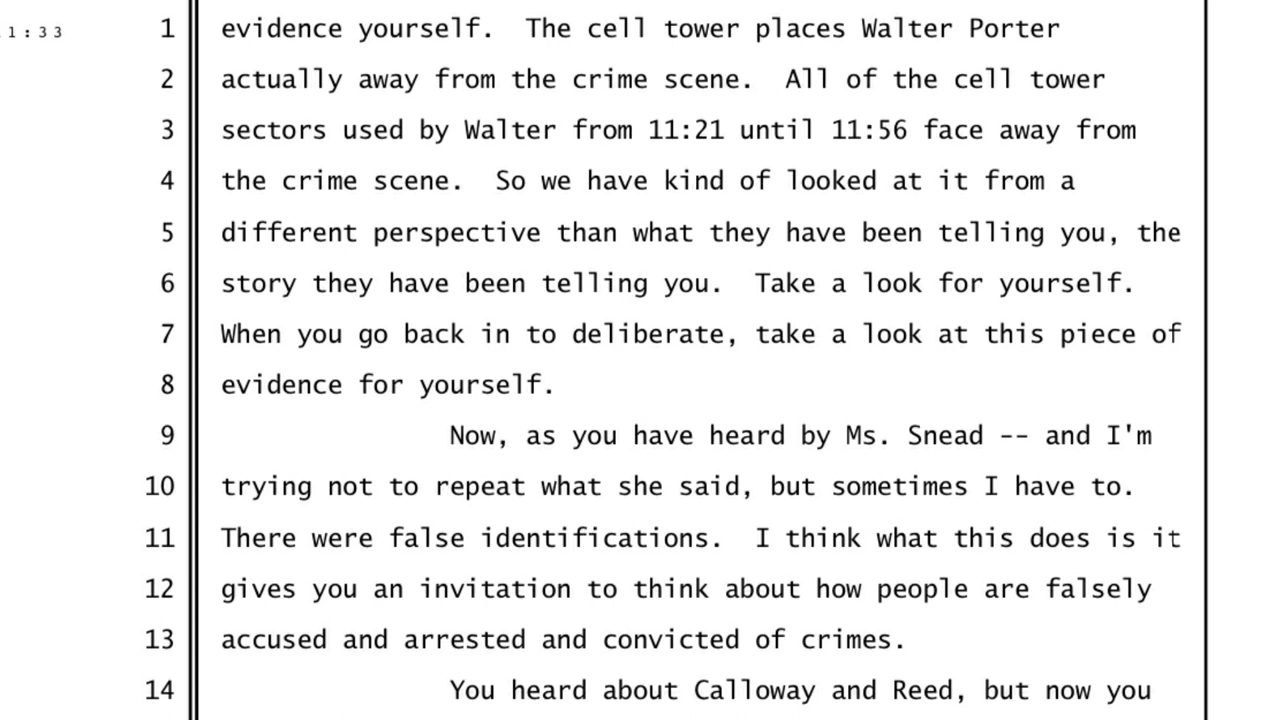 11:33
1 evidence yourself. The cell tower places Walter Porter
2 actually away from the crime scene. All of the cell tower
3 sectors used by Walter from 11:21 until 11:56 face away from
4 the crime scene. So we have kind of looked at it from a
5 different perspective than what they have been telling you, the
6 story they have been telling you. Take a look for yourself.
7 When you go back in to deliberate, take a look at this piece of
8 evidence for yourself.
9 Now, as you have heard by Ms. Snead -- and I'm
10 trying not to repeat what she said, but sometimes I have to.
11 There were false identifications. I think what this does is it
12 gives you an invitation to think about how people are falsely
13 accused and arrested and convicted of crimes.
14 You heard about Calloway and Reed, but now you